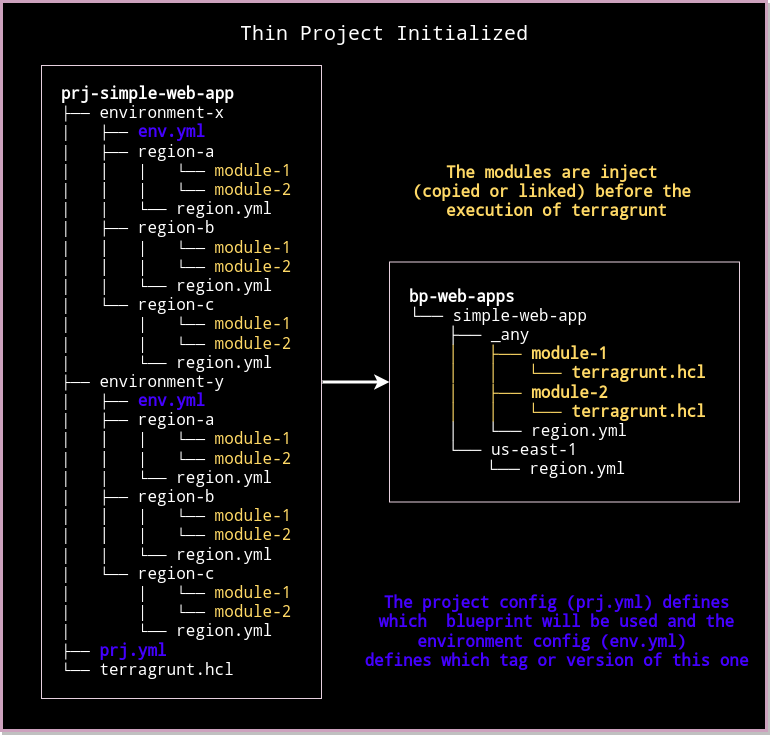 Thin Project Initialized
prj-simple-web-app
├── environment-x
│   ├── env.yml
│   ├── region-a
│   │   │   └── module-1
│   │   │   └── module-2
│   │   └── region.yml
│   ├── region-b
│   │   │   └── module-1
│   │   │   └── module-2
│   │   └── region.yml
│   └── region-c
│       │   └── module-1
│       │   └── module-2
│       └── region.yml
├── environment-y
│   ├── env.yml
│   ├── region-a
│   │   │   └── module-1
│   │   │   └── module-2
│   │   └── region.yml
│   ├── region-b
│   │   │   └── module-1
│   │   │   └── module-2
│   │   └── region.yml
│   └── region-c
│       │   └── module-1
│       │   └── module-2
│       └── region.yml
├── prj.yml
└── terragrunt.hcl
The modules are inject
(copied or linked) before the
execution of terragrunt
bp-web-apps
└── simple-web-app
    ├── _any
    │   ├── module-1
    │   │   └── terragrunt.hcl
    │   ├── module-2
    │   │   └── terragrunt.hcl
    │   └── region.yml
    └── us-east-1
        └── region.yml
The project config (prj.yml) defines
which  blueprint will be used and the
environment config (env.yml)
defines which tag or version of this one